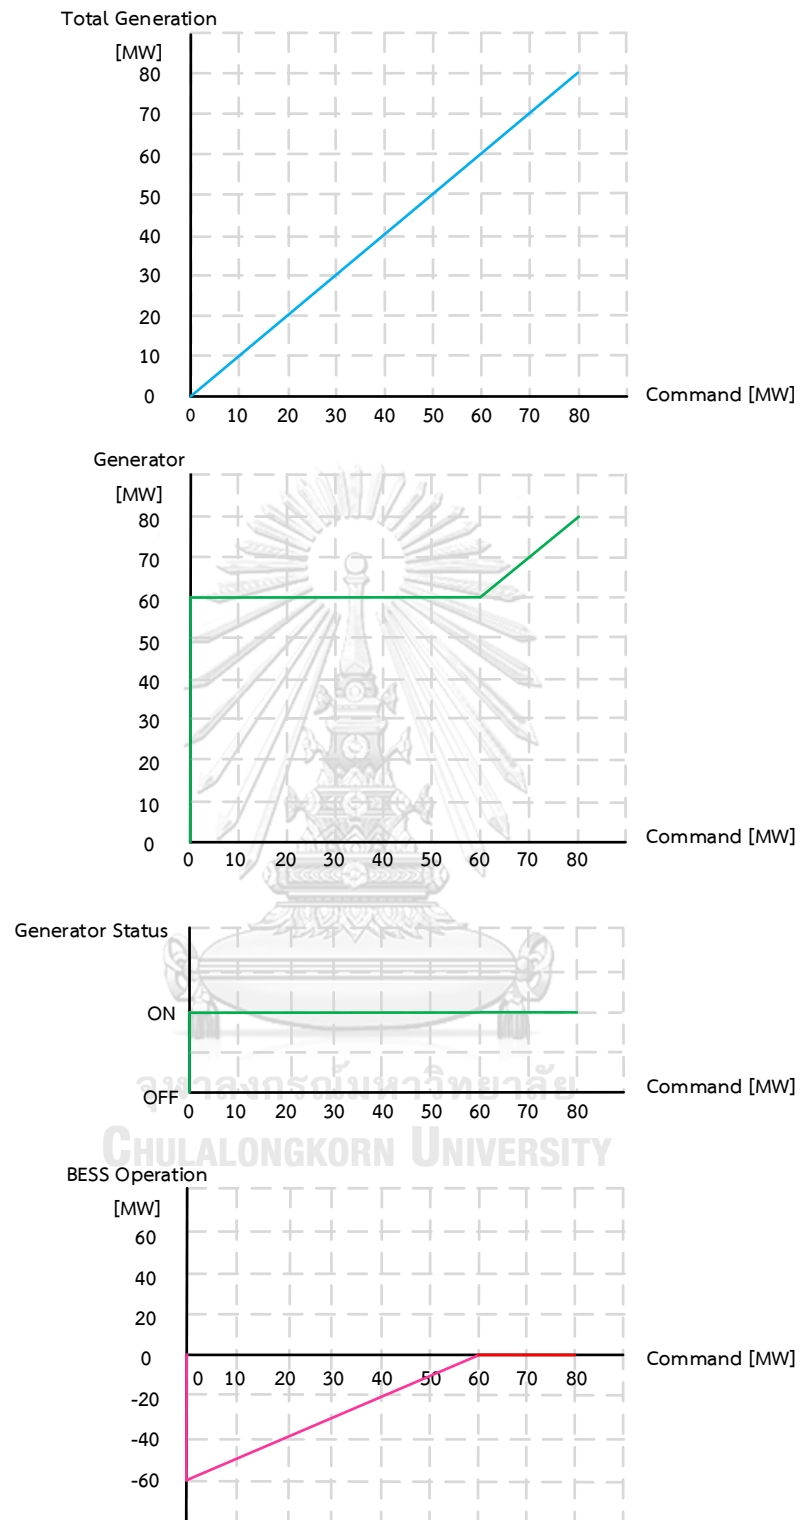 Total Generation
[MW]
80
70
60
50
40
30
20
10
0
0 10 20 30 40 50 60 70 80
Command [MW]
Generator
[MW]
80
70
60
50
40
30
20
10
0
0 10 20 30 40 50 60 70 80
Command [MW]
Generator Status
ON
OFF
0 10 20 30 40 50 60 70 80
Command [MW]
จุฬาลงกรณ์มหาวิทยาลัย
CHULALONGKORN UNIVERSITY
BESS Operation
[MW]
60
40
20
0
0 10 20 30 40 50 60 70 80
Command [MW]
-20
-40
-60